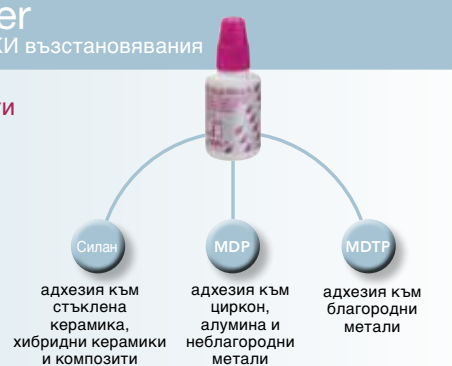 er
КИ възстановявания
ти
Силан
MDP
MDTP
адхезия към
стъклена
керамика,
хибридни керамики
и композити
адхезия към
циркон,
алумина и
неблагородни
метали
адхезия към
благородни
метали